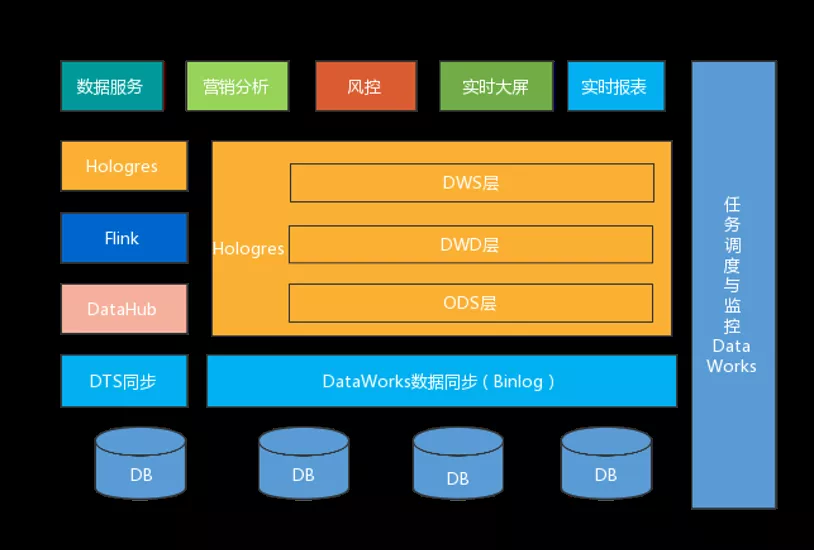 数据服务
营销分析
风控
实时大屏
实时报表
Hologres
Flink
DataHub
DTS同步
Hologres
DWS层
DWD层
ODS层
DataWorks数据同步（Binlog）
DB
DB
DB
DB
任
务
调
度
与
监
控
Data
Works